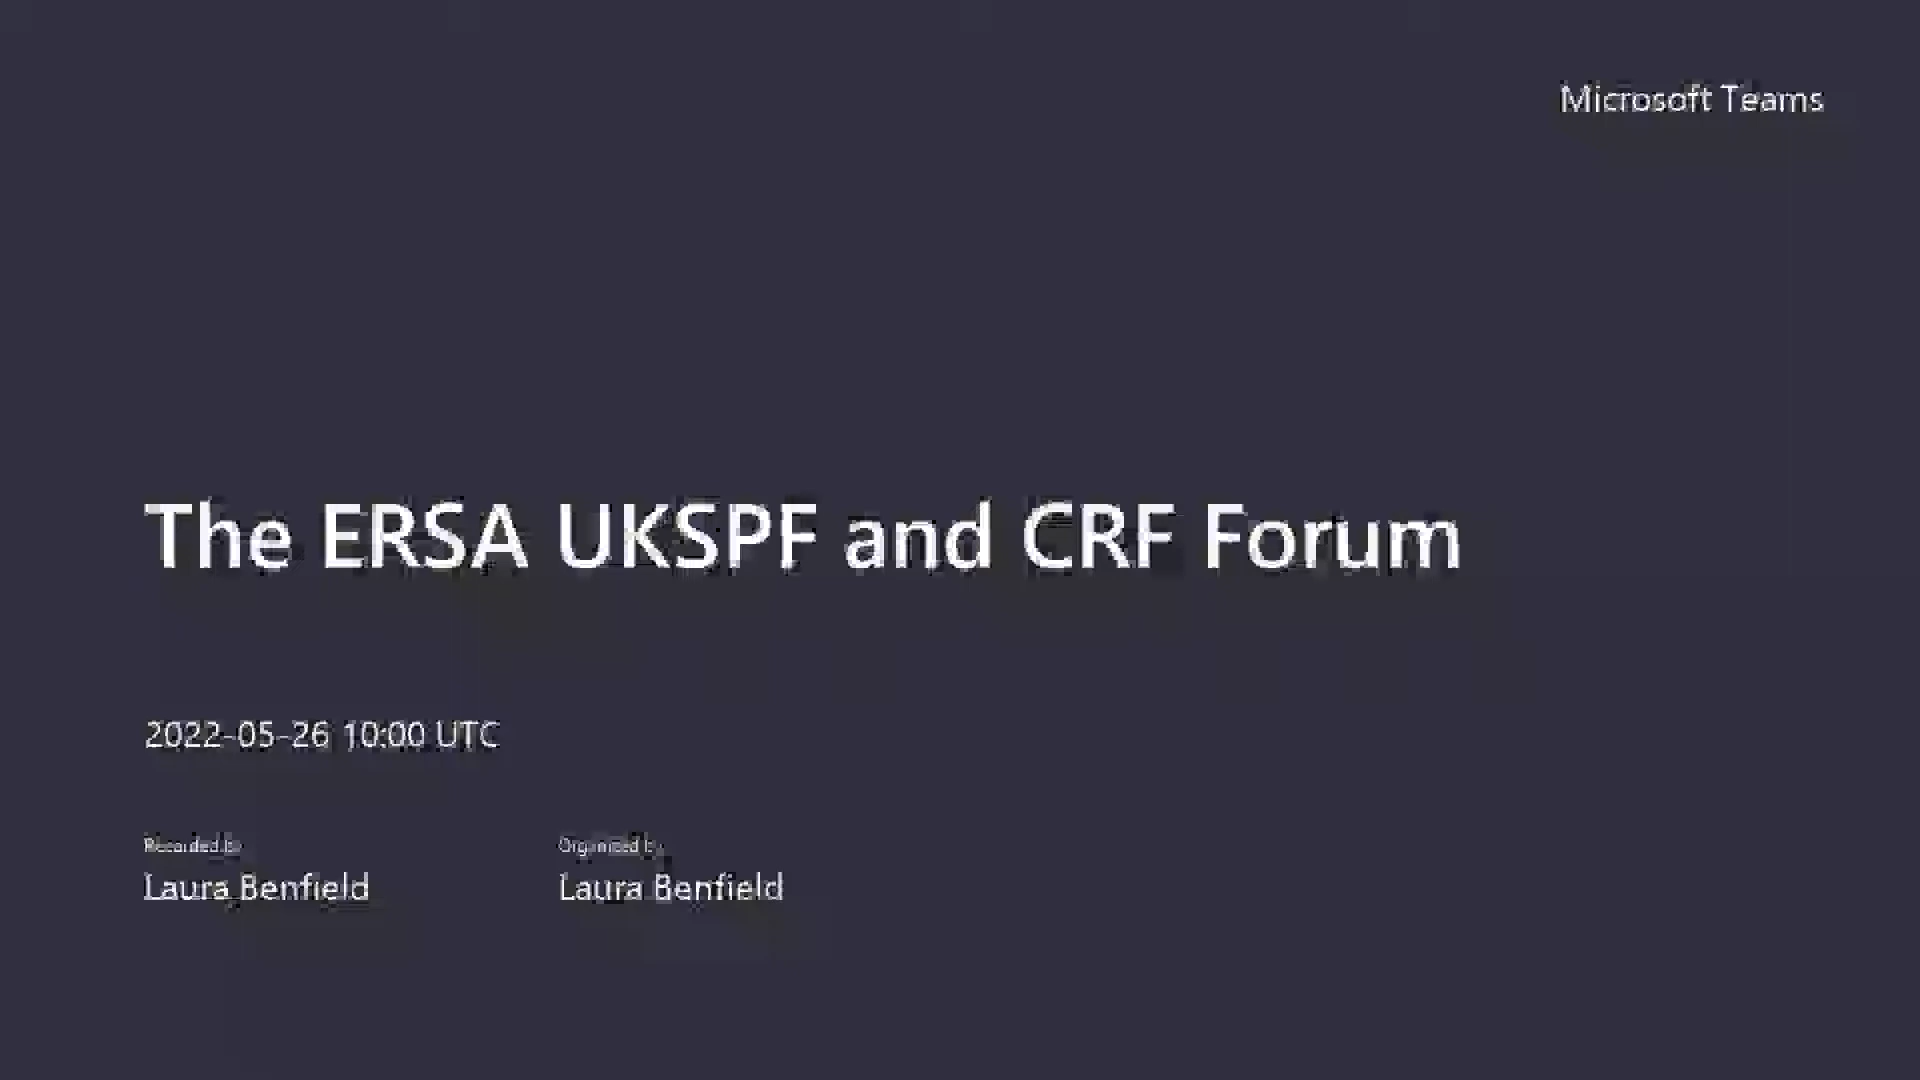 Microsoft Teams
The ERSA UKSPF and CRF Forum
2022-05-26 10:00 UTC
Recorded by
Organized by
Laura Benfield
Laura Benfield